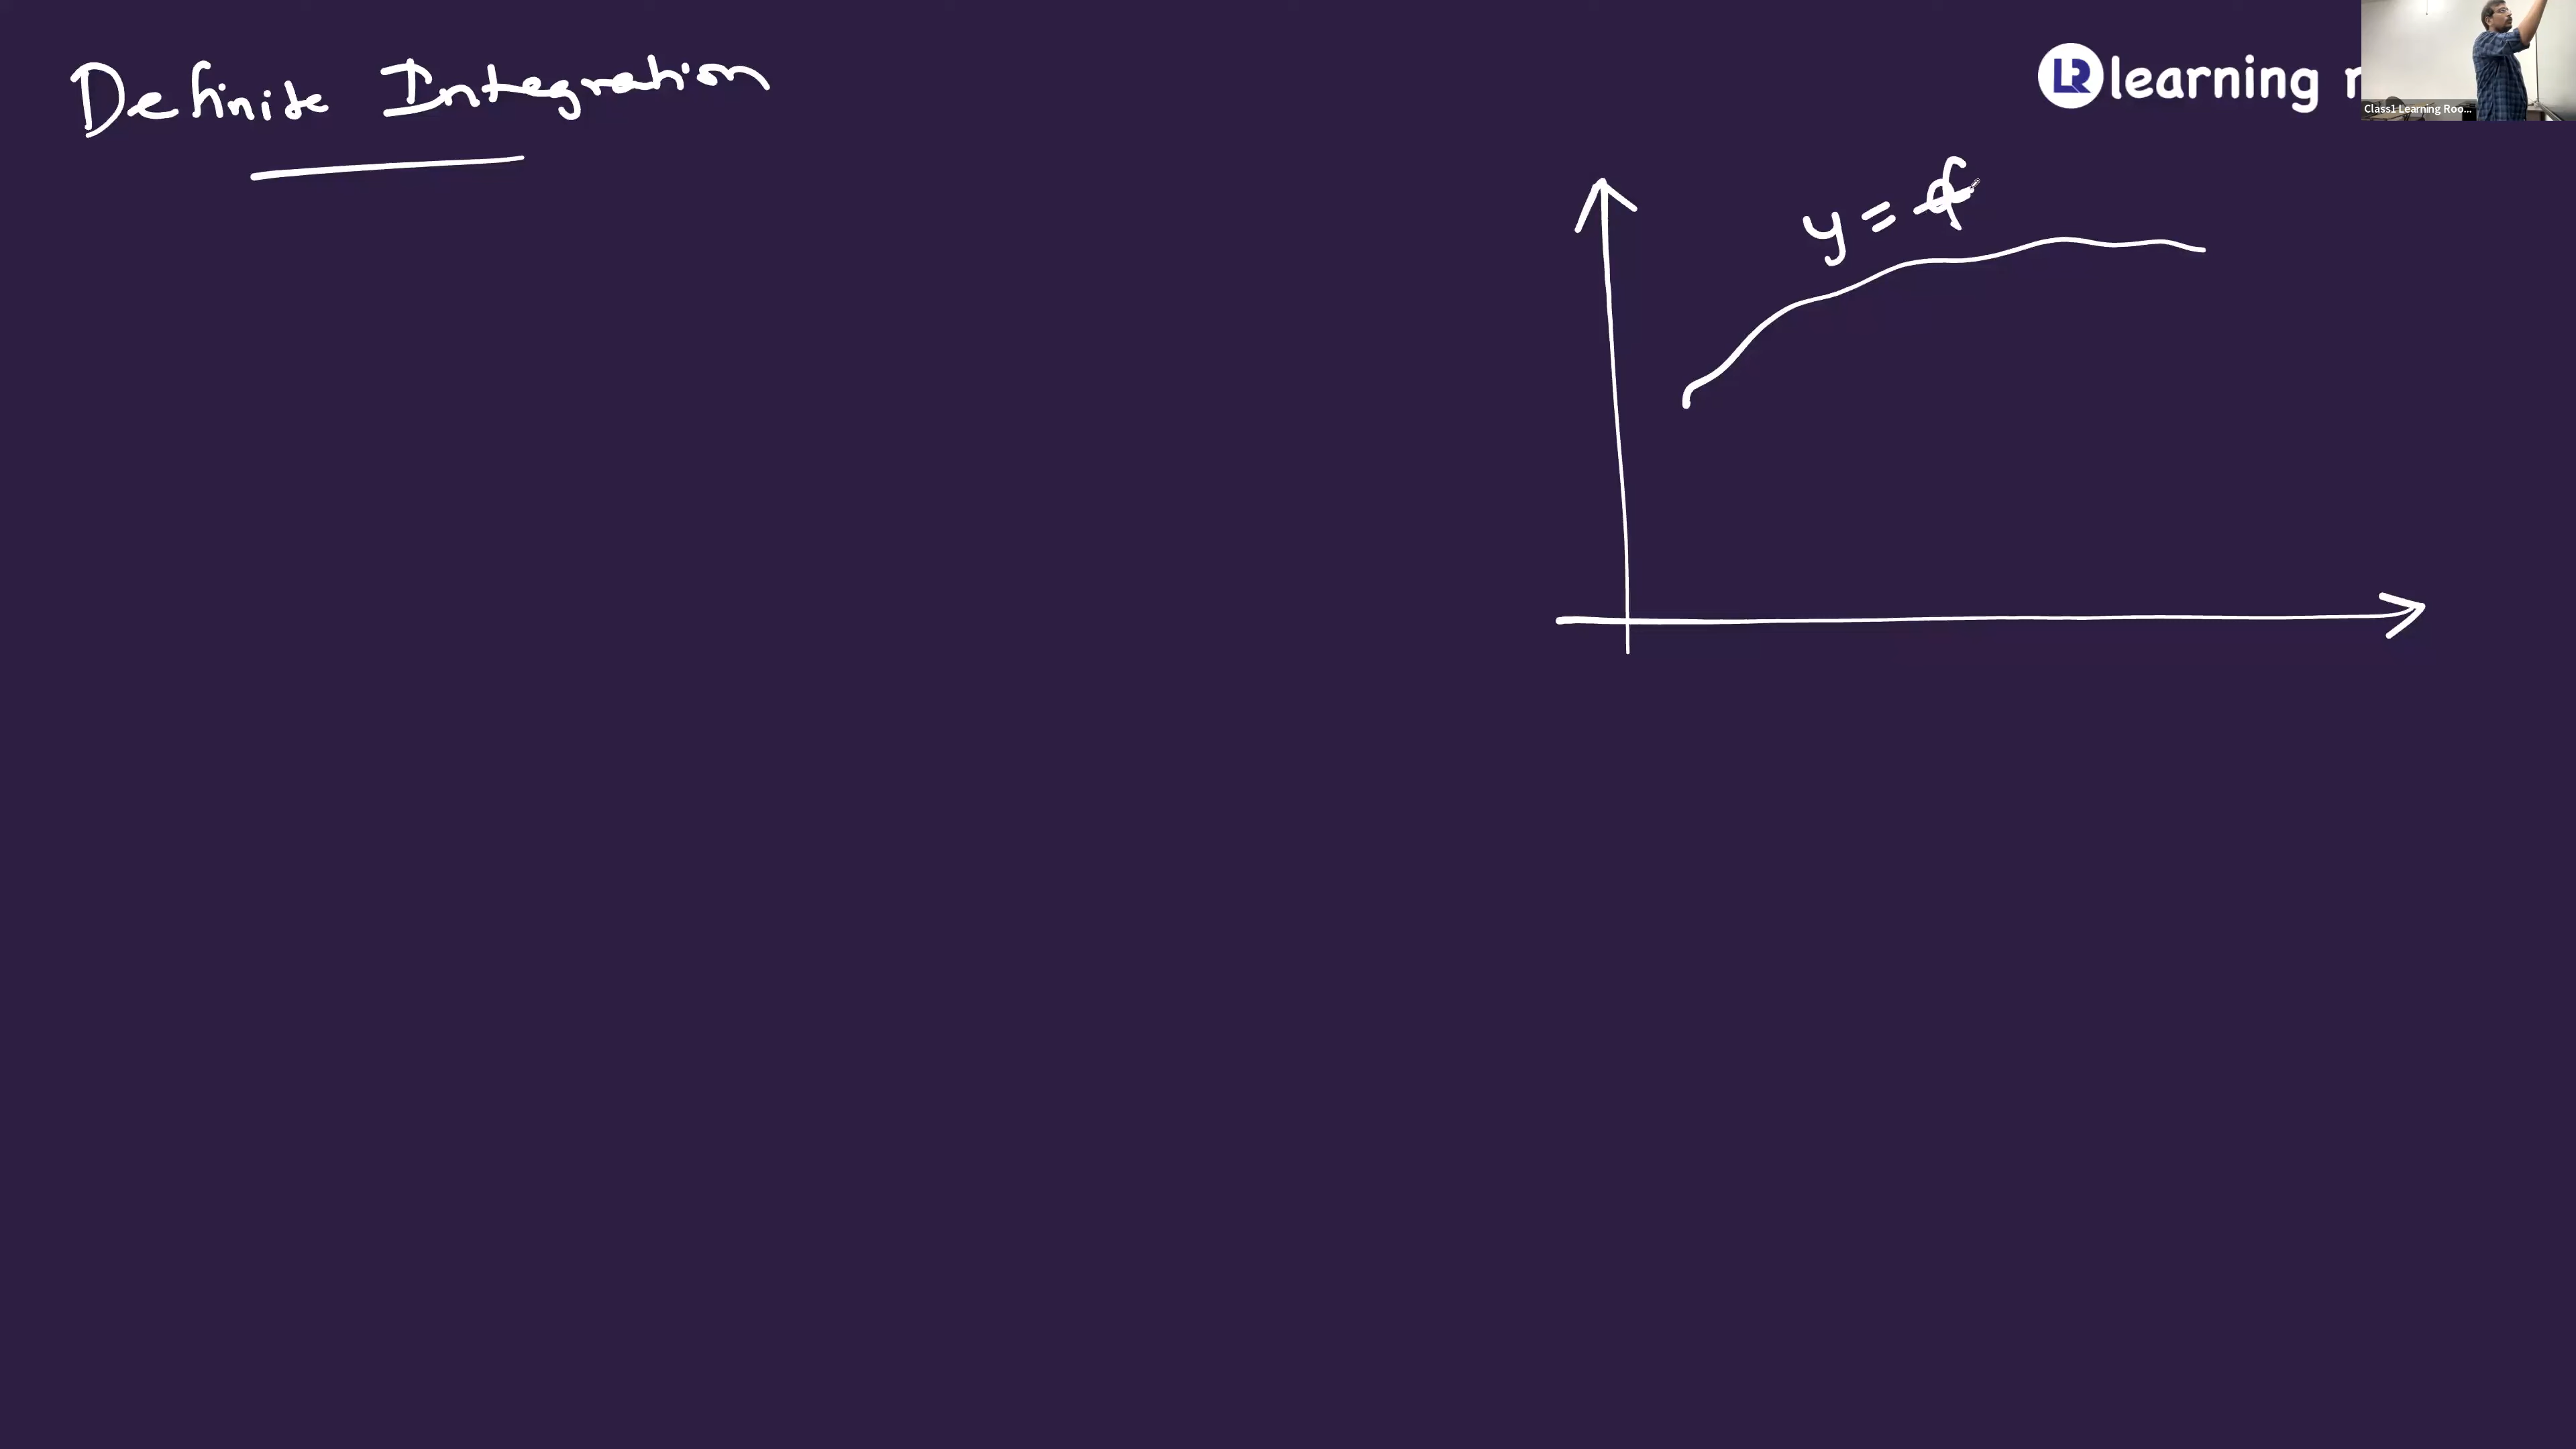 Definite Integration
learning r
Class1 Learning Roo...
y = f